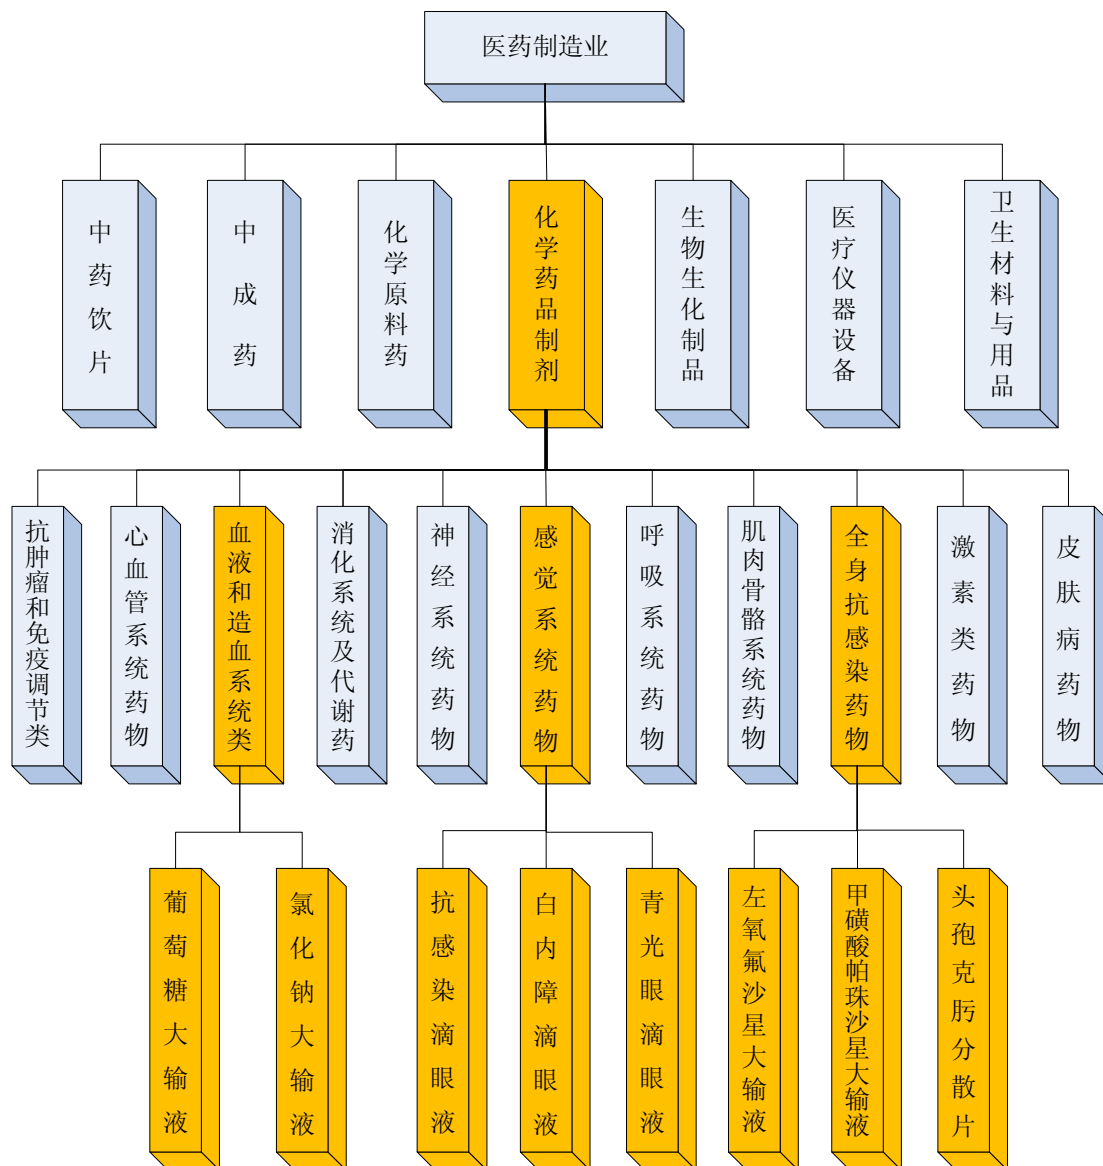 医药制造业
中药饮片
中成药
化学原料药
化学药品制剂
生物生化制品
医疗仪器设备
卫生材料与用品
抗肿瘤和免疫调节类
心血管系统药物
血液和造血系统类
消化系统及代谢药
神经系统药物
感觉系统药物
呼吸系统药物
肌肉骨骼系统药物
全身抗感染药物
激素类药物
皮肤病药物
葡萄糖大输液
氯化钠大输液
抗感染滴眼液
白内障滴眼液
青光眼滴眼液
左氧氟沙星大输液
甲磺酸帕珠沙星大输液
头孢克肟分散片